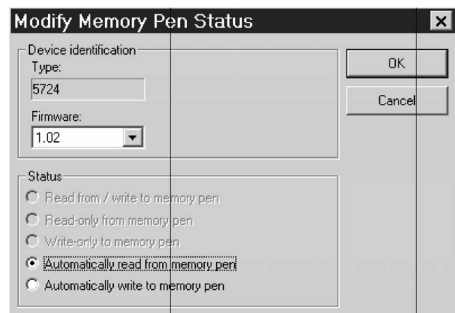 Modify Memory Pen Status
Device identification
Type:
5724
Firmware:
1.02
OK
Cancel
Status
Read from / write to memory pen
Read-only from memory pen
Write-only to memory pen
Automatically read from memory pen
Automatically write to memory pen